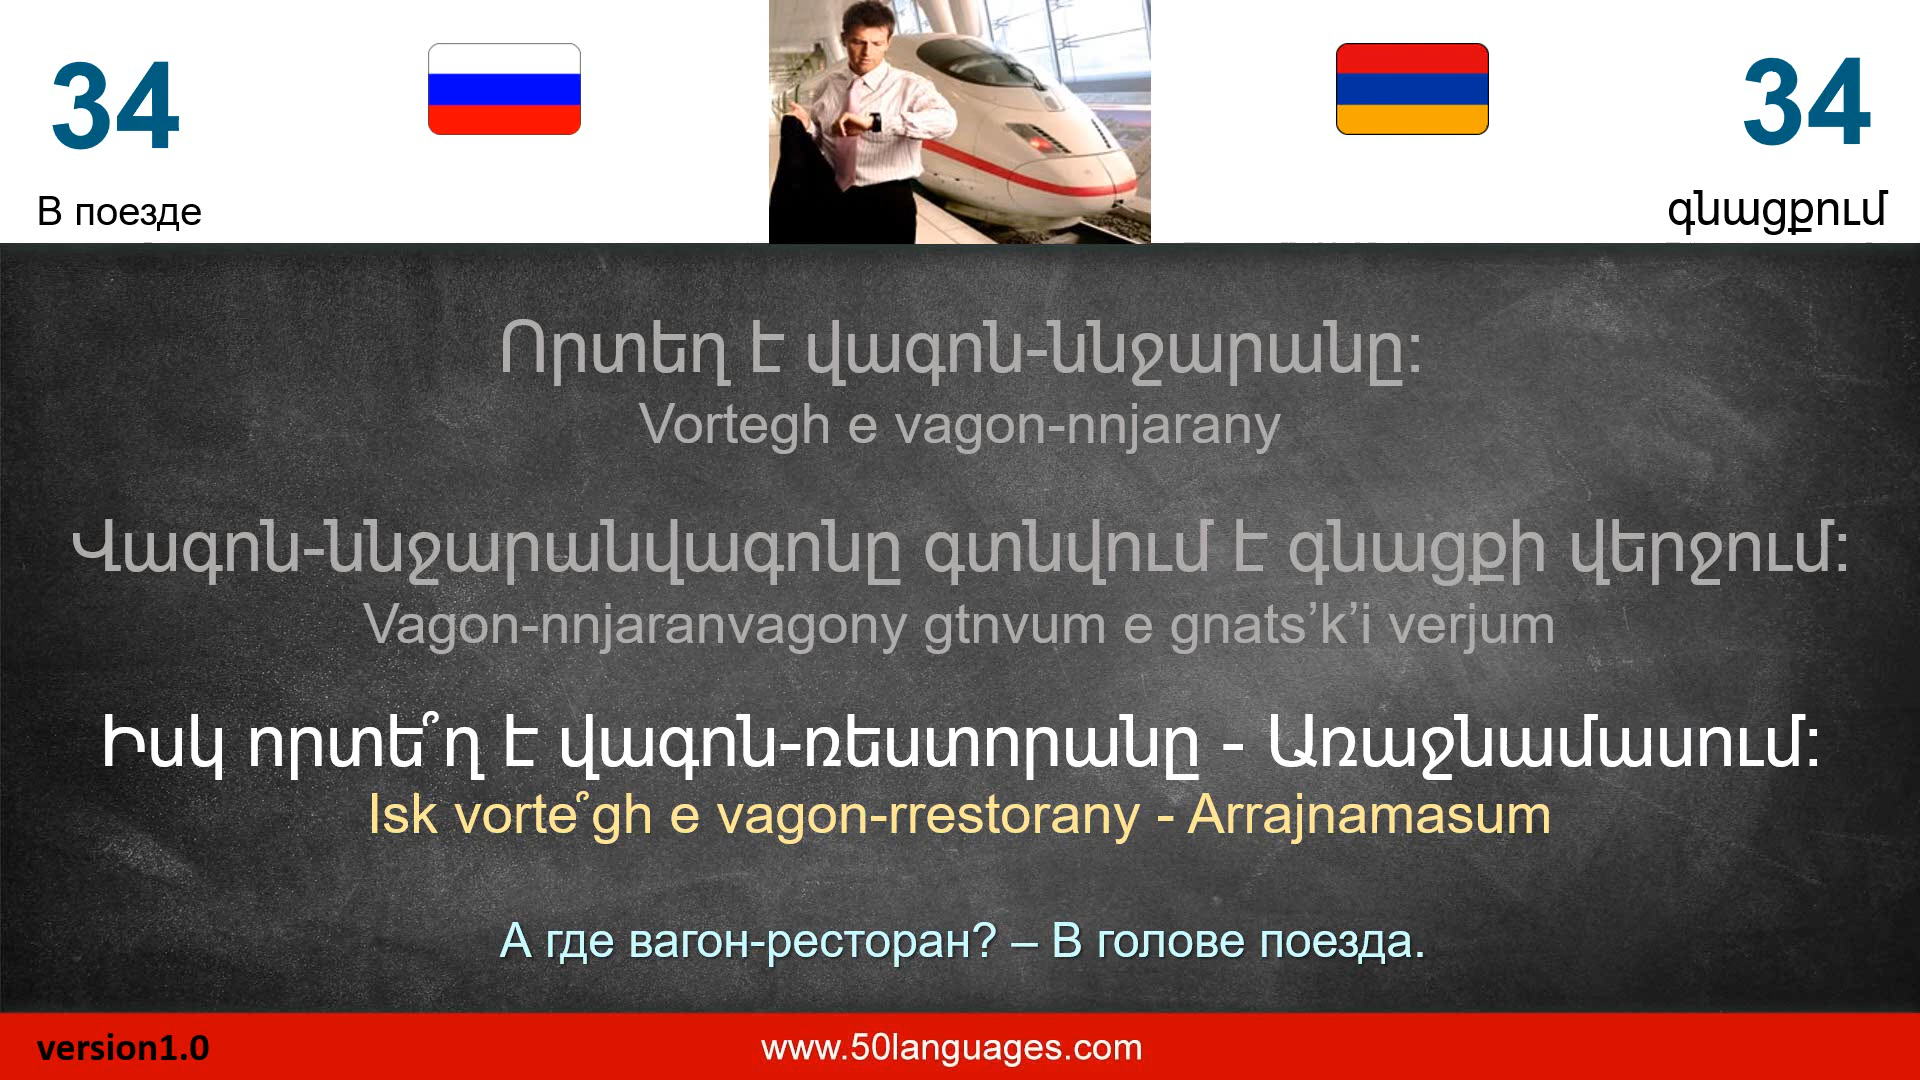 34
34
В поезде
գնացքում
Որտեղ է վագոն-ննջարանը:
Vortegh e vagon-nnjarany
Վագոն-ննջարանվագոնը գտնվում է գնացքի վերջում:
Vagon-nnjaranvagony gtnvum e gnats’k’i verjum
Իսկ որտե՞ղ է վագոն-ռեստորանը - Առաջնամասում:
Isk vorte՞gh e vagon-rrestorany - Arrajnamasum
А где вагон-ресторан? – В голове поезда.
version1.0
www.50languages.com